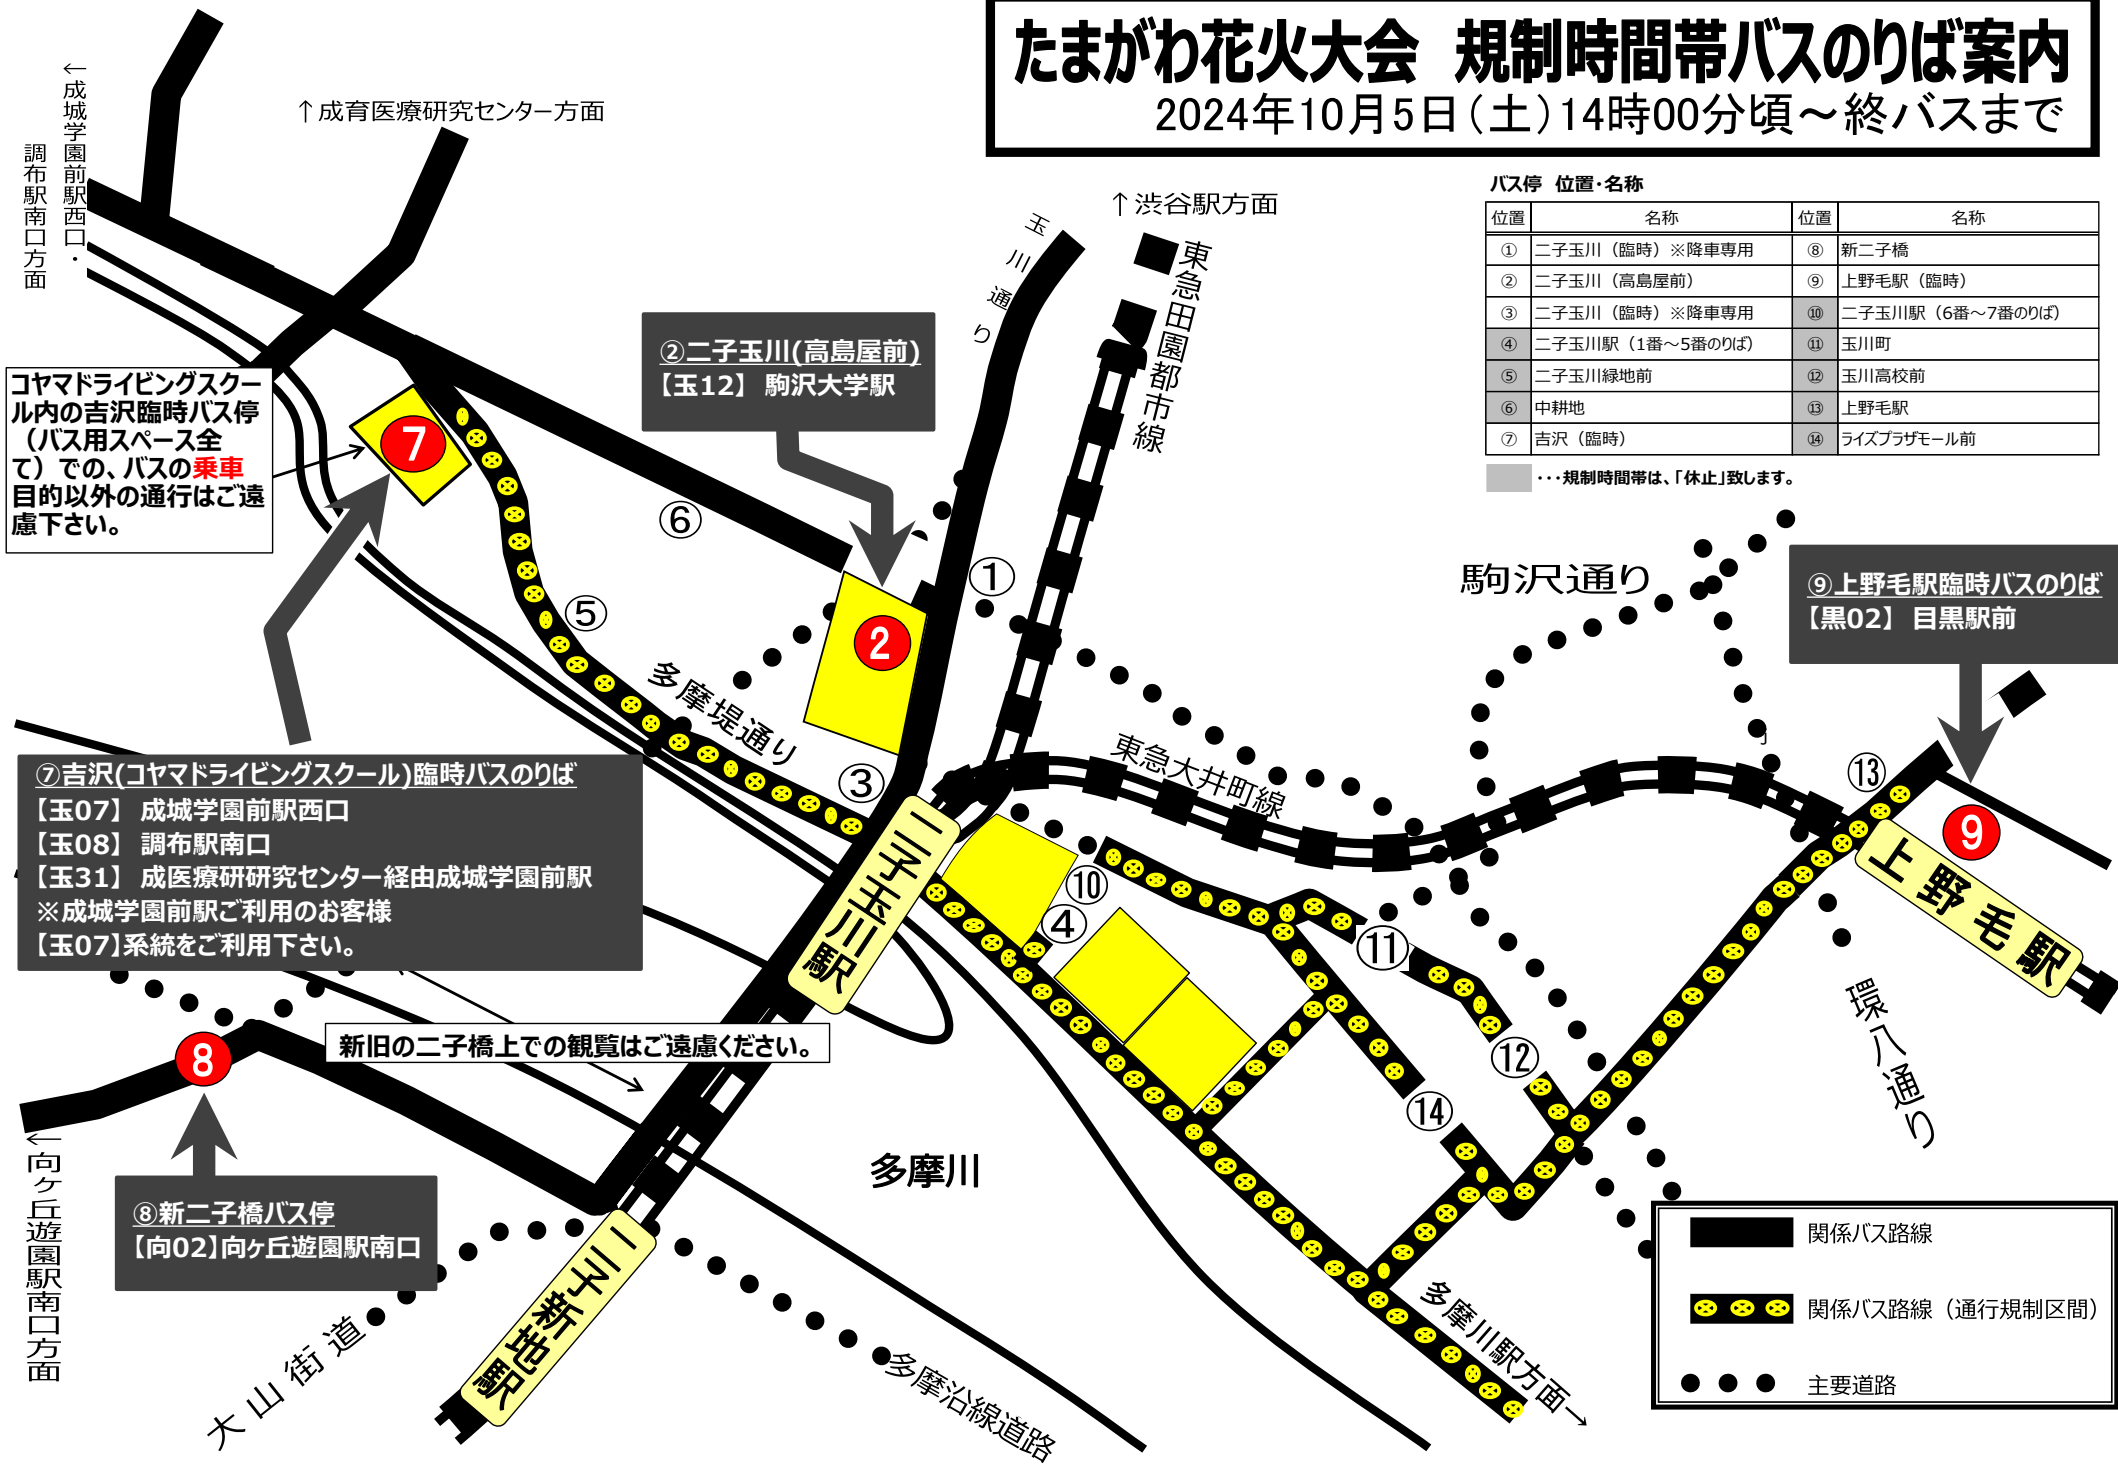 たまがわ花火大会 規制時間帯バスのりば案内
2024年10月5日(土)14時00分頃～終バスまで
←成城学園前駅西口・
調布駅南口方面
↑成育医療研究センター方面
↑渋谷駅方面
玉川通り
東急田園都市線
バス停 位置・名称
位置 名称 位置 名称
① 二子玉川（臨時）※降車専用 ⑧ 新二子橋
② 二子玉川（高島屋前） ⑨ 上野毛駅（臨時）
③ 二子玉川（臨時）※降車専用 ⑩ 二子玉川駅（6番～7番のりば）
④ 二子玉川駅（1番～5番のりば） ⑪ 玉川町
⑤ 二子玉川緑地前 ⑫ 玉川高校前
⑥ 中耕地 ⑬ 上野毛駅
⑦ 吉沢（臨時） ⑭ ライズプラザモール前
・・・規制時間帯は、「休止」致します。
②二子玉川(高島屋前)
【玉12】 駒沢大学駅
コヤマドライビングスクー
ル内の吉沢臨時バス停
（バス用スペース全
て）での、バスの乗車
目的以外の通行はご遠
慮下さい。
7
⑥
①
⑤
2
駒沢通り
⑨上野毛駅臨時バスのりば
【黒02】 目黒駅前
多摩堤通り
③
東急大井町線
⑬
9
⑦吉沢(コヤマドライビングスクール)臨時バスのりば
【玉07】 成城学園前駅西口
【玉08】 調布駅南口
【玉31】 成医療研研究センター経由成城学園前駅
※成城学園前駅ご利用のお客様
【玉07】系統をご利用下さい。
二子玉川駅
上野毛駅
⑩
④
⑪
⑫
⑭
環八通り
新旧の二子橋上での観覧はご遠慮ください。
8
←向ケ丘遊園駅南口方面
⑧新二子橋バス停
【向02】向ヶ丘遊園駅南口
多摩川
二子新地駅
大山街道
多摩沿線道路
多摩川駅方面→
関係バス路線
関係バス路線（通行規制区間）
主要道路